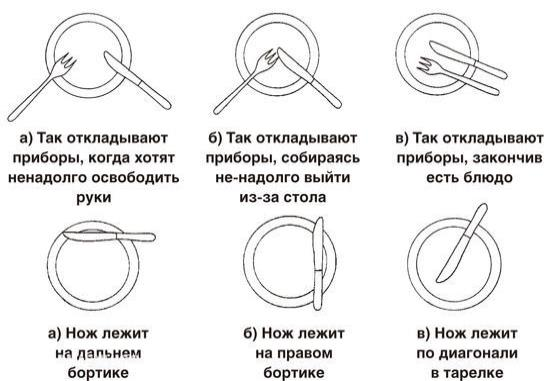 а) Так откладывают
приборы, когда хотят
ненадолго освободить
руки
б) Так откладывают
приборы, собираясь
не-надолго выйти
из-за стола
в) Так откладывают
приборы, закончив
есть блюдо
а) Нож лежит
на дальнем
бортике
б) Нож лежит
на правом
бортике
в) Нож лежит
по диагонали
в тарелке